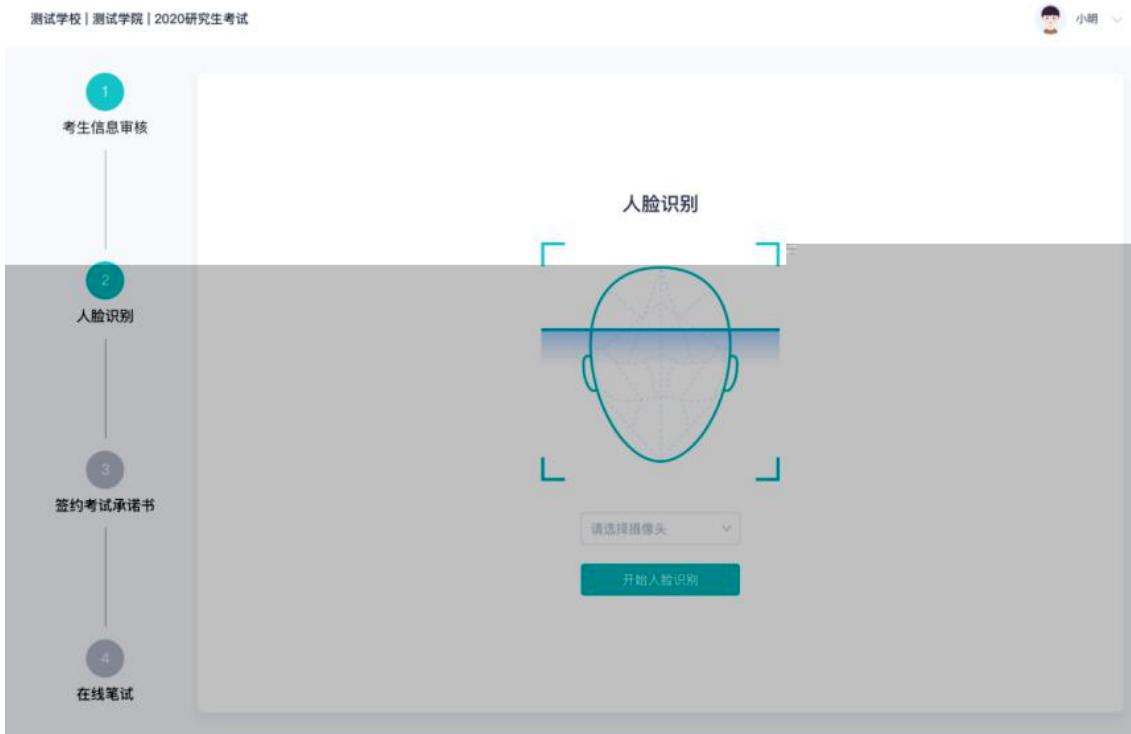 测试学校 | 测试学院 | 2020研究生考试
小明
1
考生信息审核
人脸识别
2
人脸识别
3
签约考试承诺书
请选择摄像头
开始人脸识别
4
在线笔试